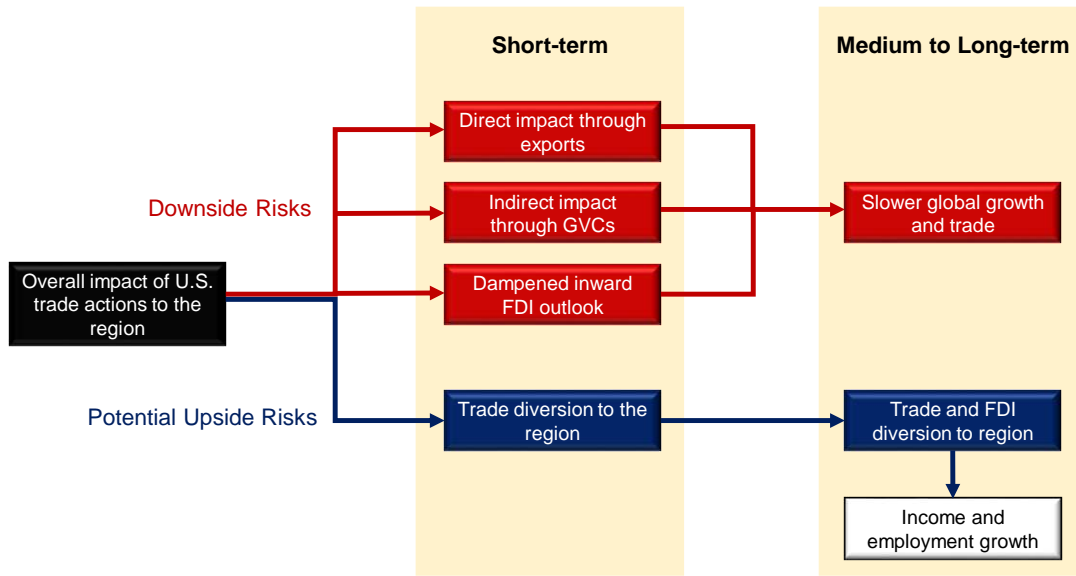 Short-term
Medium to Long-term
Direct impact through
exports
Downside Risks
Indirect impact
through GVCs
Slower global growth
and trade
Overall impact of U.S.
trade actions to the
region
Dampened inward
FDI outlook
Potential Upside Risks
Trade diversion to the
region
Trade and FDI
diversion to region
Income and
employment growth